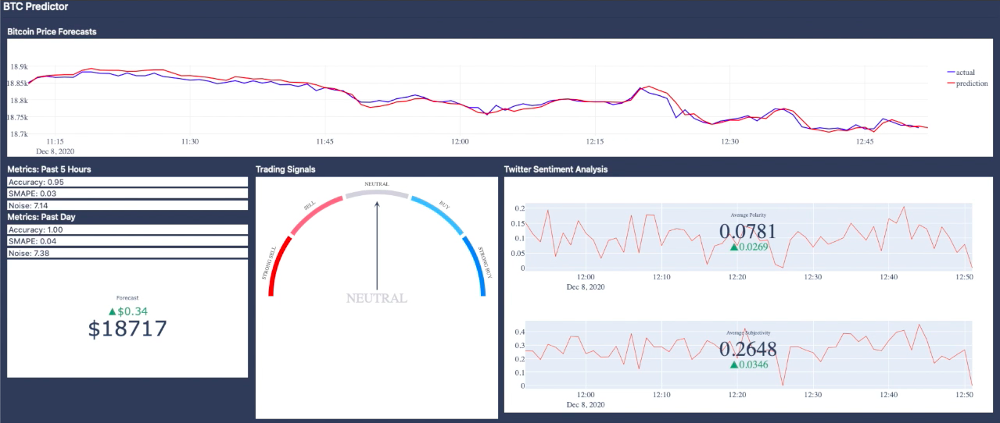 BTC Predictor
Bitcoin Price Forecasts
18.9k
18.85k
18.8k
18.75k
18.7k
11:15 11:30 11:45 12:00 12:15 12:30 12:45
Dec 8, 2020
actual
prediction
Metrics: Past 5 Hours
Accuracy: 0.95
SMAPE: 0.03
Noise: 7.14
Metrics: Past Day
Accuracy: 1.00
SMAPE: 0.04
Noise: 7.38
Forecast
▲$0.34
$18717
Trading Signals
NEUTRAL
SELL
BUY
STRONG SELL
STRONG BUY
NEUTRAL
Twitter Sentiment Analysis
0.2
0.15
0.1
0.05
0
Average Polarity
0.0781
▲0.0269
12:00 12:10 12:20 12:30 12:40 12:50
Dec 8, 2020
0.4
0.3
0.2
0.1
0
Average Subjectivity
0.2648
▲0.0346
12:00 12:10 12:20 12:30 12:40 12:50
Dec 8, 2020